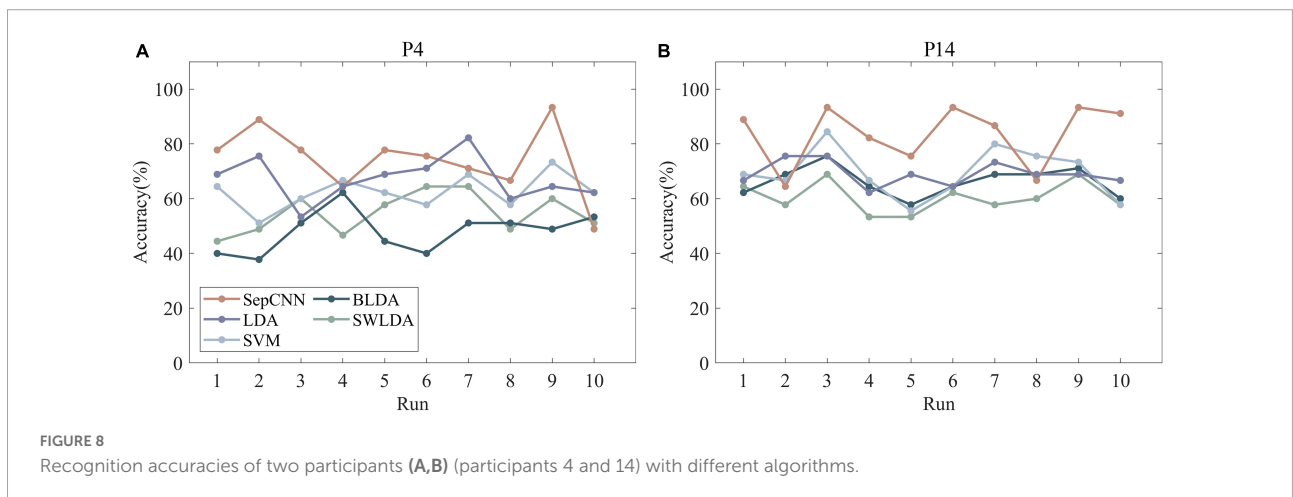 A
P4
Accuracy(%)
100
80
60
40
20
0
SepCNN
BLDA
LDA
SWLDA
SVM
1 2 3 4 5 6 7 8 9 10
Run
B
P14
Accuracy(%)
100
80
60
40
20
0
1 2 3 4 5 6 7 8 9 10
Run
FIGURE 8
Recognition accuracies of two participants (A,B) (participants 4 and 14) with different algorithms.